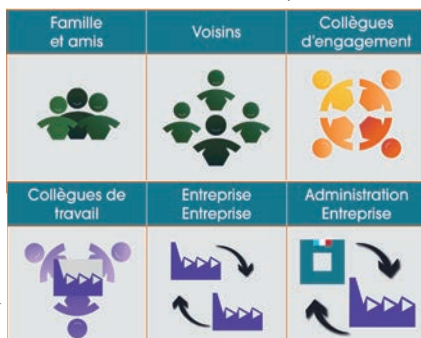 Famille
et amis
Voisins
Collègues
d'engagement
Collègues de
travail
Entreprise
Entreprise
Administration
Entreprise